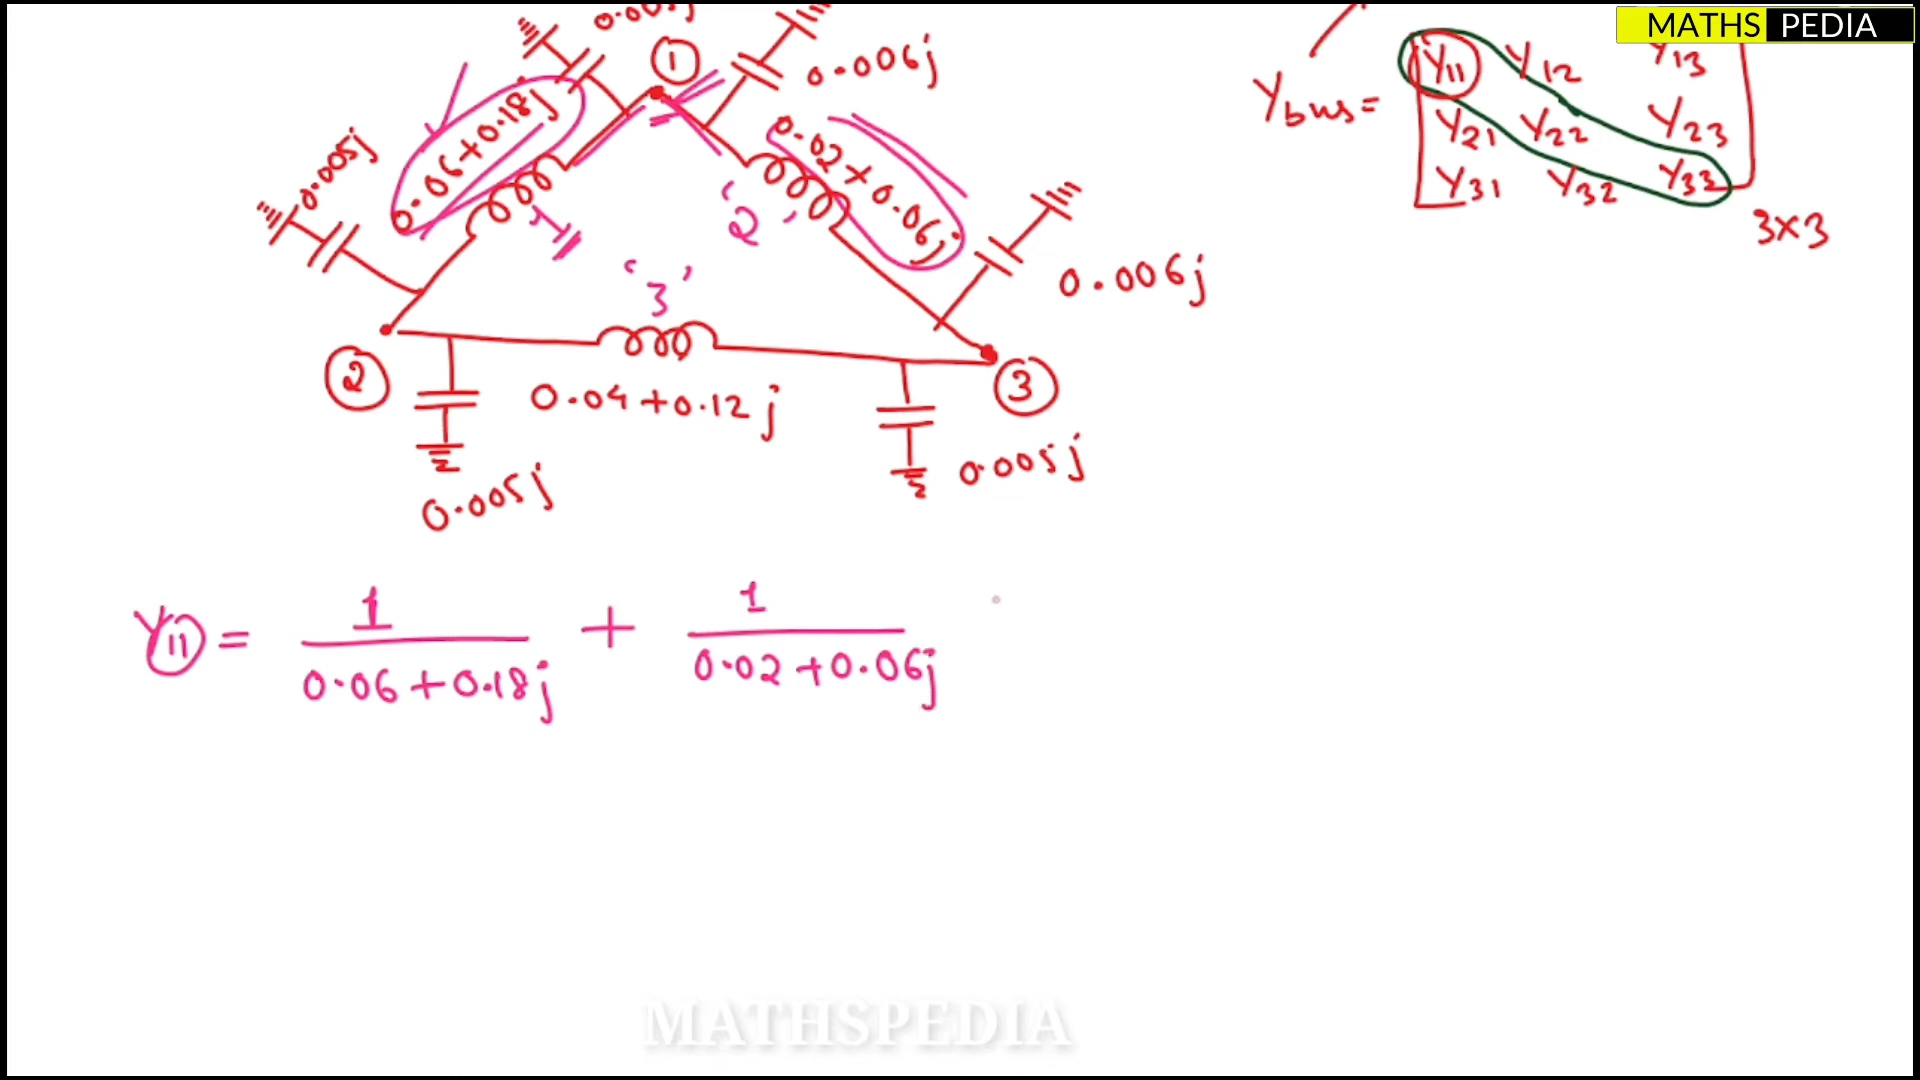 MATHS PEDIA
①
0.006j
0.06+0.18j
0.005j
0.02+0.06j
'2'
'3'
0.006j
②
③
0.04+0.12j
0.005j
0.005j
Ybus =
Y11 Y12 Y13
Y21 Y22 Y23
Y31 Y32 Y33
3×3
Y11 = 1 / 0.06+0.18j + 1 / 0.02+0.06j
MATHSPEDIA